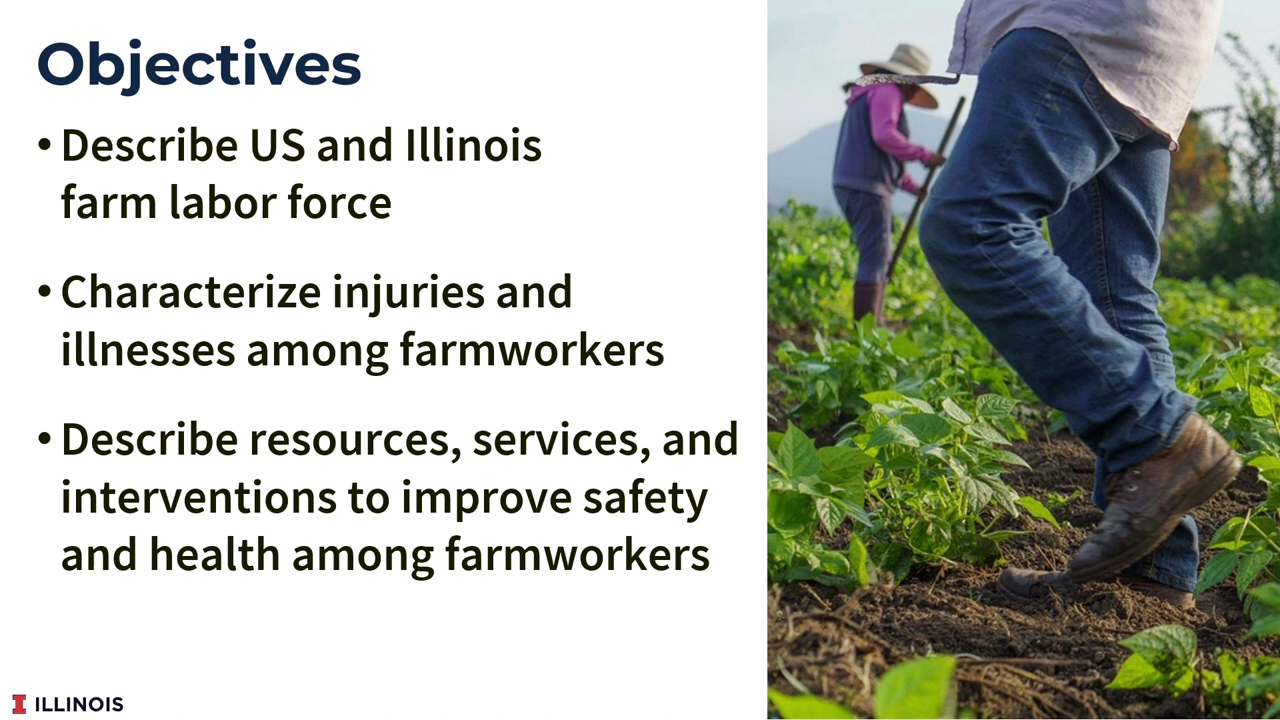 Objectives
• Describe US and Illinois
farm labor force
• Characterize injuries and
illnesses among farmworkers
• Describe resources, services, and
interventions to improve safety
and health among farmworkers
I ILLINOIS